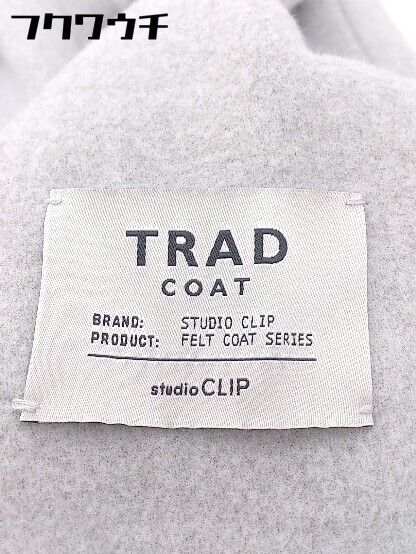 フクワウチ
TRAD
COAT
BRAND: STUDIO CLIP
PRODUCT: FELT COAT SERIES
studio CLIP